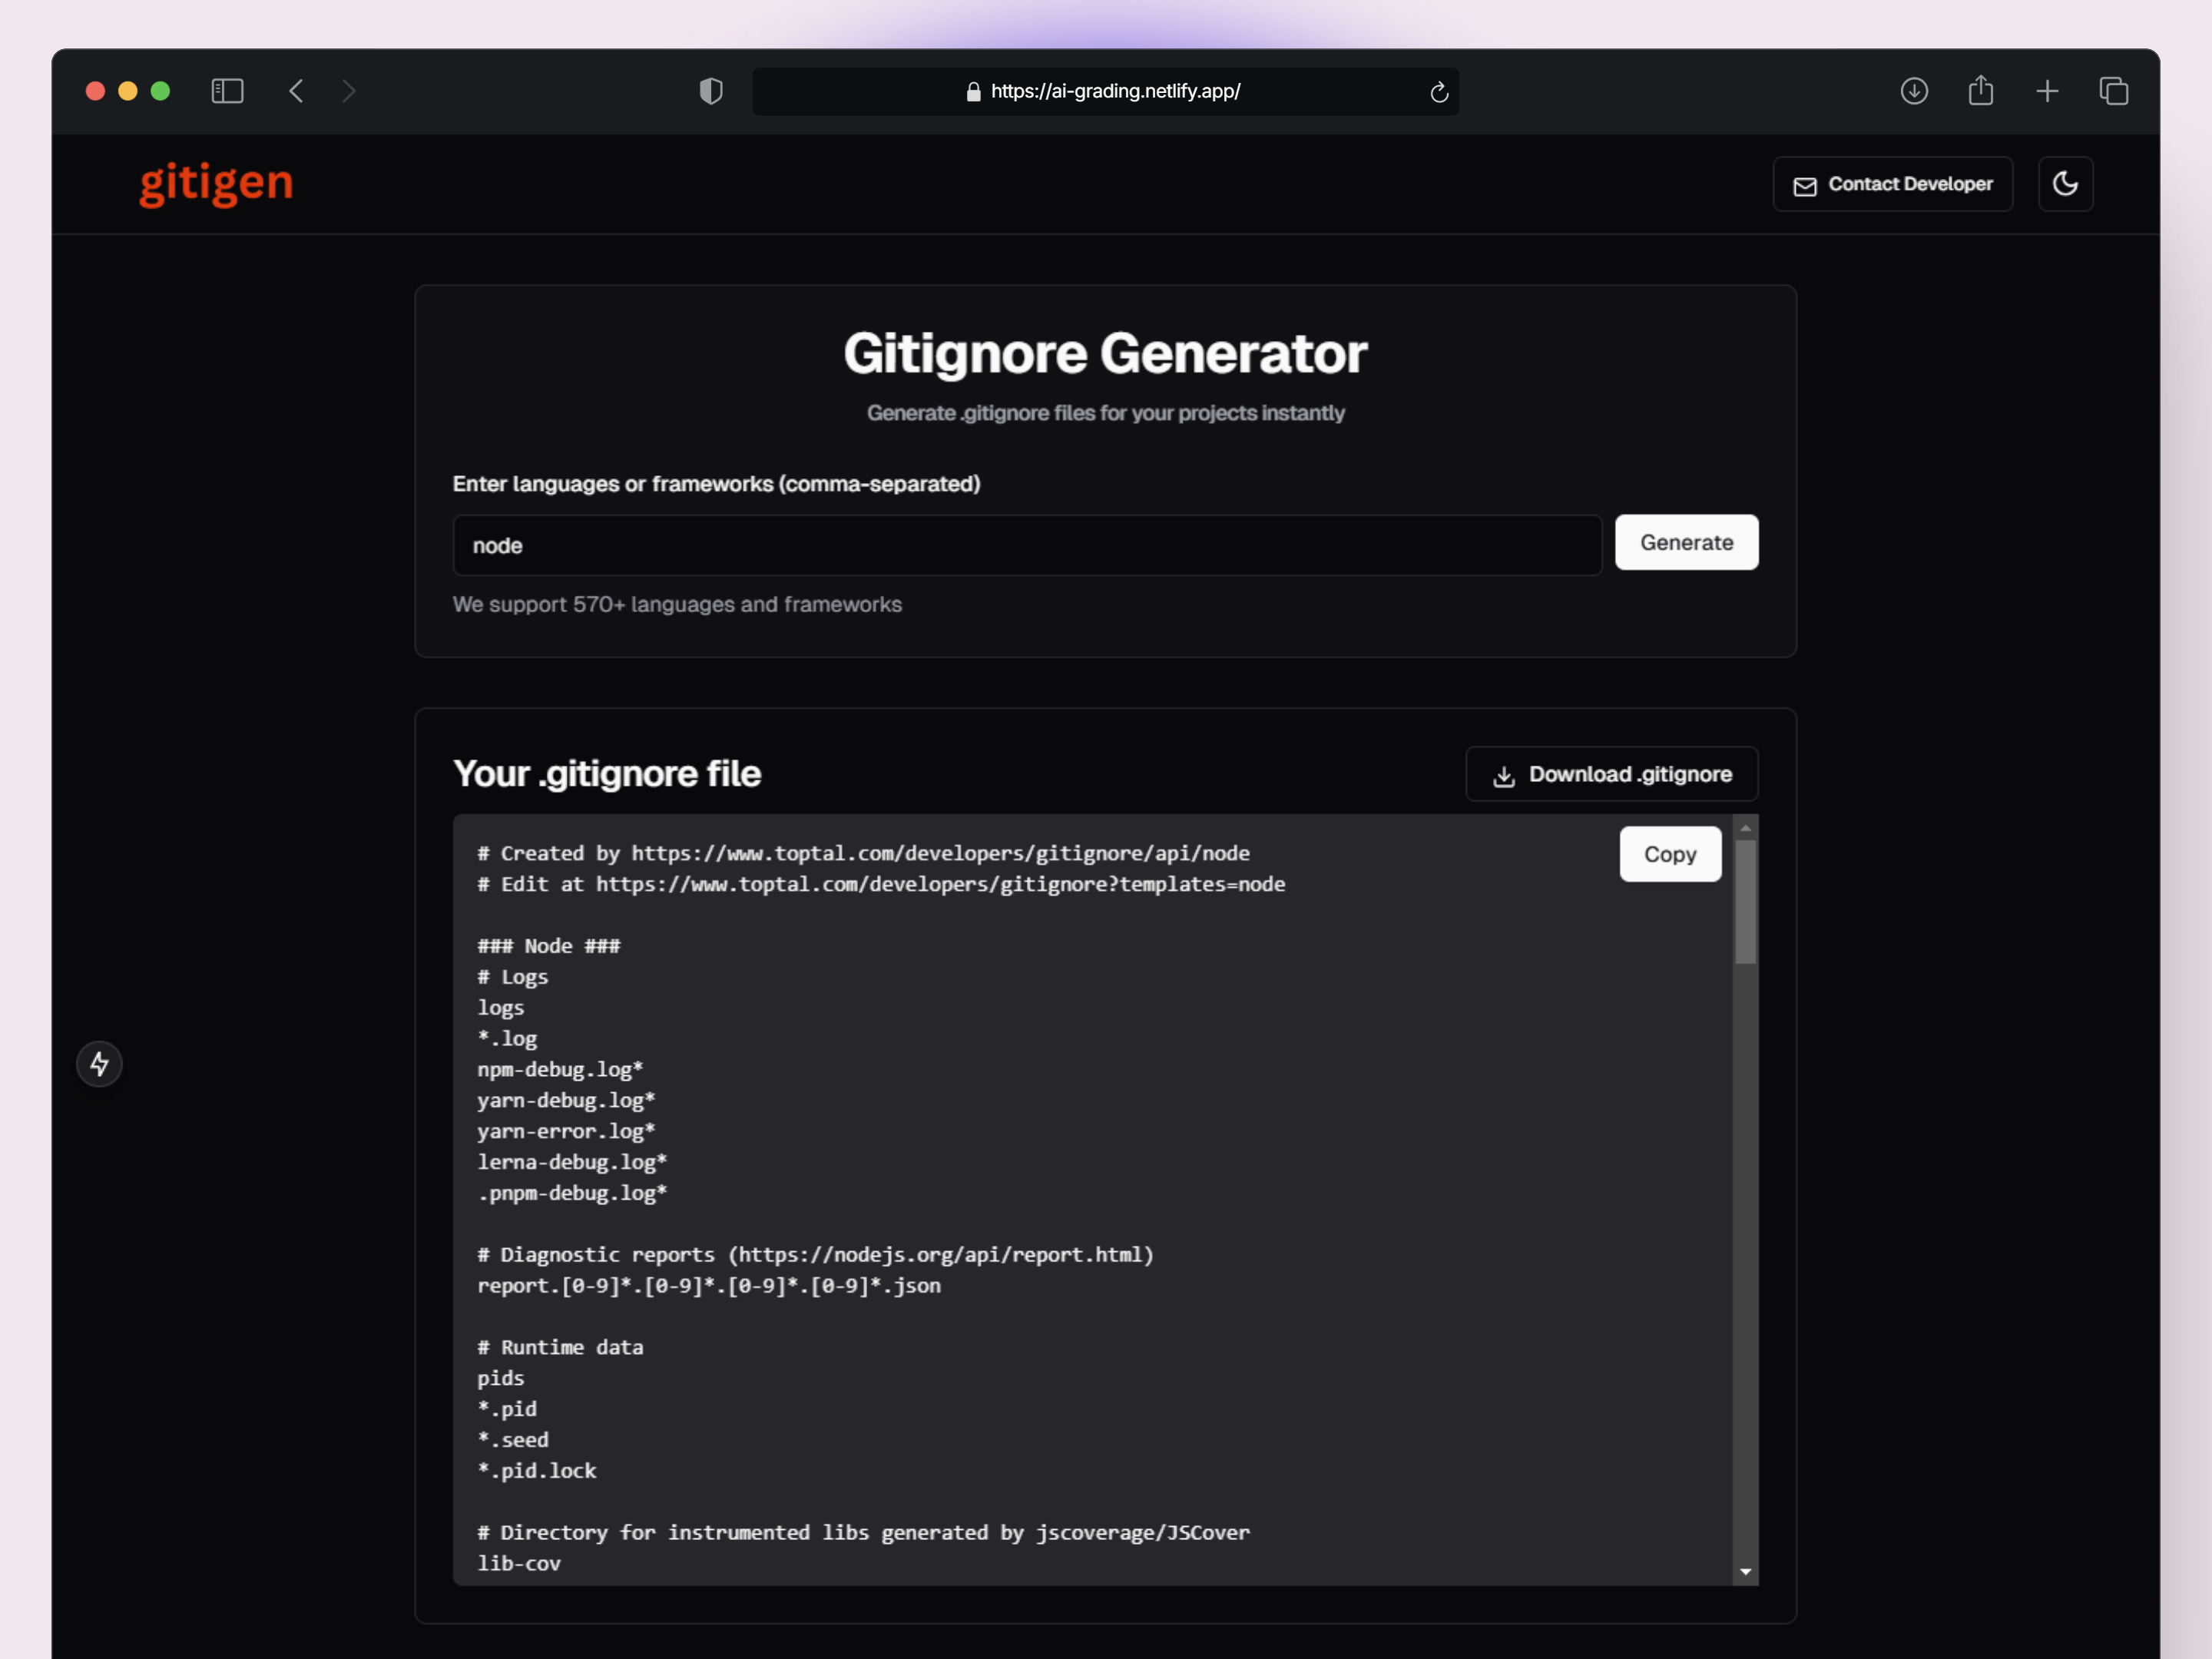 https://ai-grading.netlify.app/
gitigen
Contact Developer
Gitignore Generator
Generate .gitignore files for your projects instantly
Enter languages or frameworks (comma-separated)
node
Generate
We support 570+ languages and frameworks
Your .gitignore file
Download .gitignore
Copy
# Created by https://www.toptal.com/developers/gitignore/api/node
# Edit at https://www.toptal.com/developers/gitignore?templates=node
### Node ###
# Logs
logs
*.log
npm-debug.log*
yarn-debug.log*
yarn-error.log*
lerna-debug.log*
.pnpm-debug.log*
# Diagnostic reports (https://nodejs.org/api/report.html)
report.[0-9]*.[0-9]*.[0-9]*.[0-9]*.json
# Runtime data
pids
*.pid
*.seed
*.pid.lock
# Directory for instrumented libs generated by jscoverage/JSCover
lib-cov